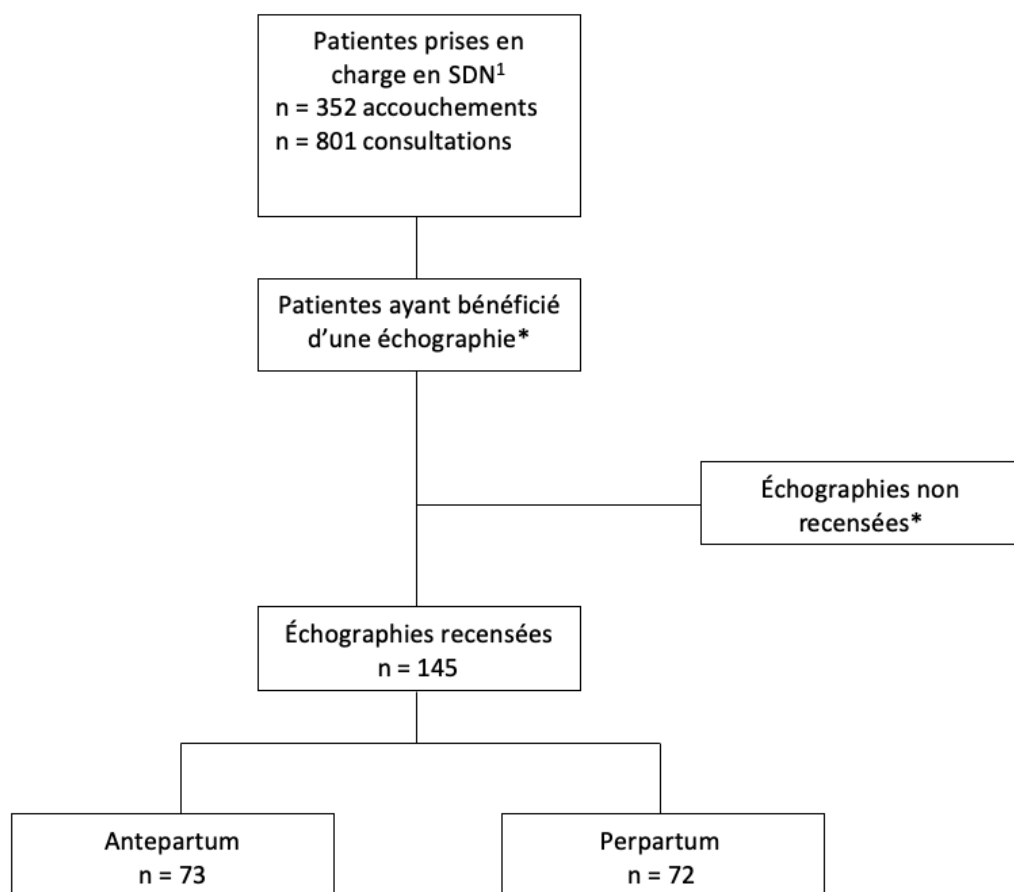 Patientes prises en
charge en SDN¹
n = 352 accouchements
n = 801 consultations
Patientes ayant bénéficié
d’une échographie*
Échographies non
recensées*
Échographies recensées
n = 145
Antepartum
n = 73
Perpartum
n = 72